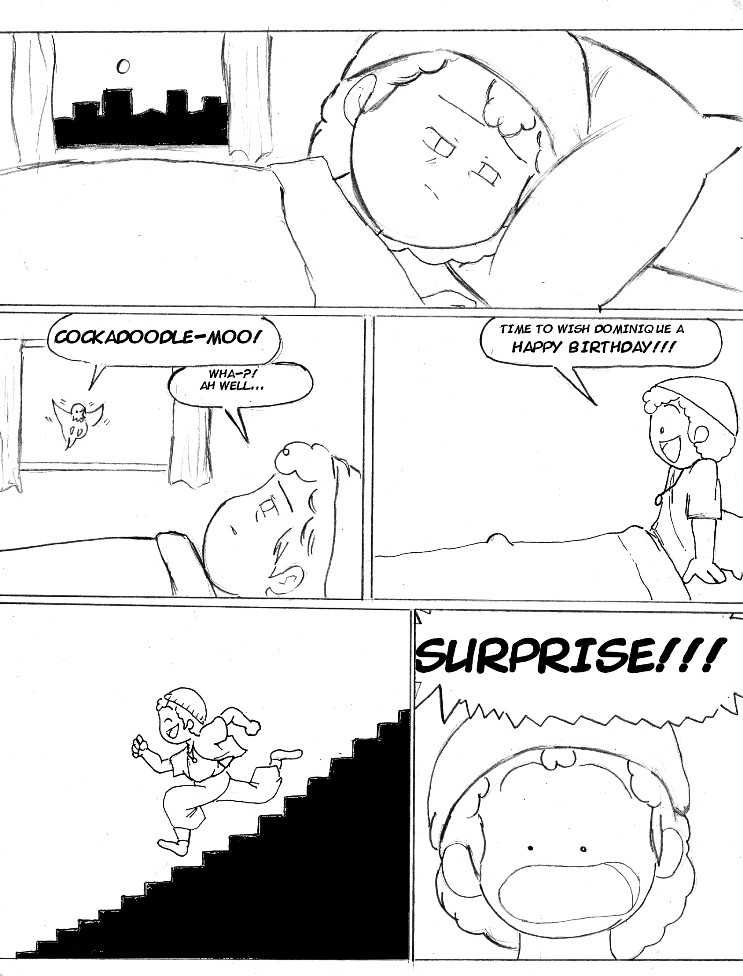 COCKADOODLE-MOO!
WHA-?!
AH WELL...
TIME TO WISH DOMINIQUE A
HAPPY BIRTHDAY!!!
SURPRISE!!!